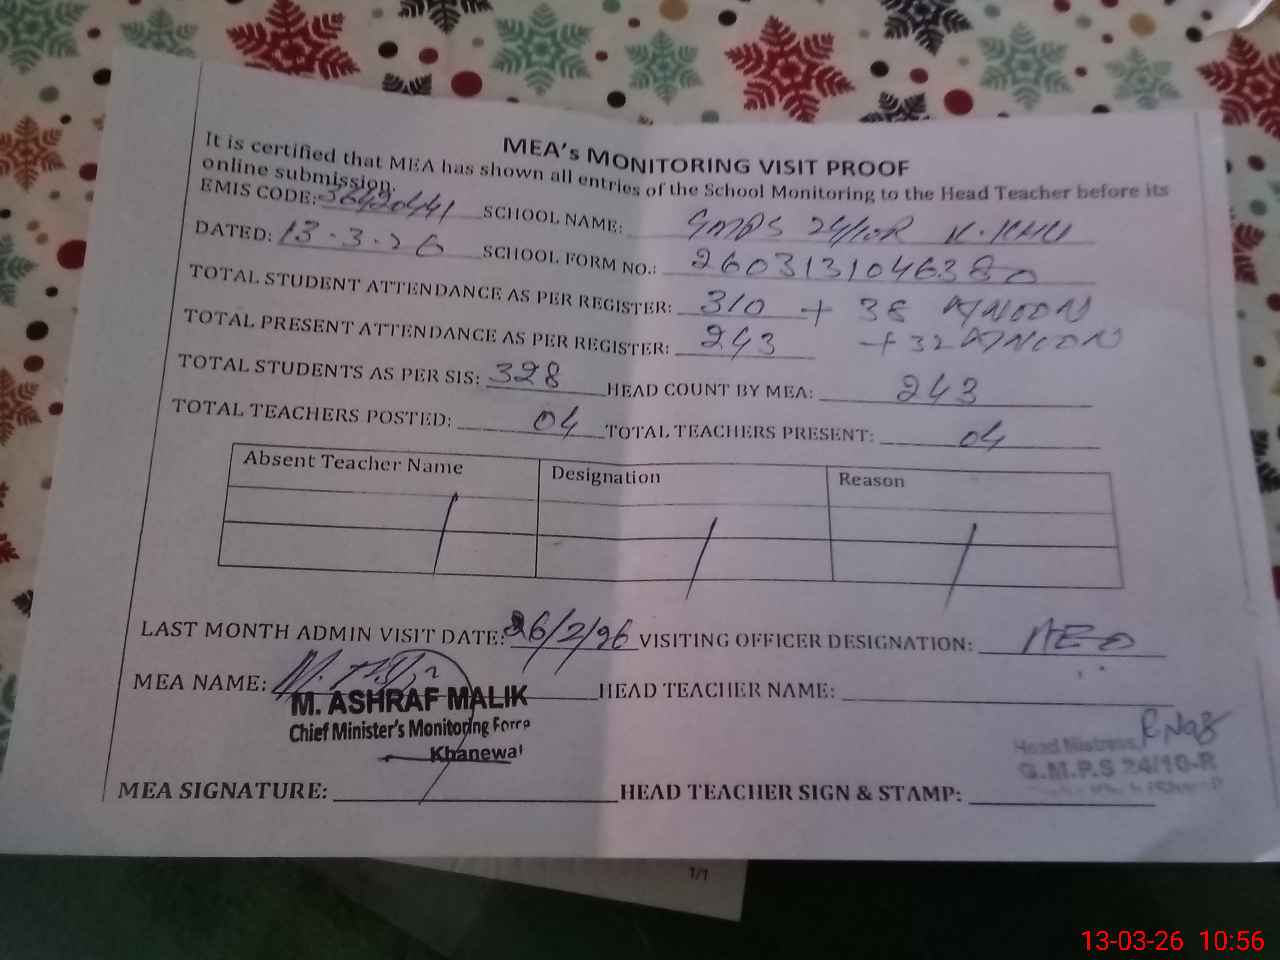 MEA's MONITORING VISIT PROOF
It is certified that MEA has shown all entries of the School Monitoring to the Head Teacher before its
online submission.
EMIS CODE: SCHOOL NAME: GMPS 24/10R K.KHU
DATED: 13-3-26 SCHOOL FORM NO.: 2603131046380
TOTAL STUDENT ATTENDANCE AS PER REGISTER: 310 + 38
TOTAL PRESENT ATTENDANCE AS PER REGISTER: 243 + 32
TOTAL STUDENTS AS PER SIS: 328 HEAD COUNT BY MEA: 243
TOTAL TEACHERS POSTED: 04 TOTAL TEACHERS PRESENT: 04
Absent Teacher Name Designation Reason
LAST MONTH ADMIN VISIT DATE: 26/2/26 VISITING OFFICER DESIGNATION: AEO
MEA NAME: HEAD TEACHER NAME:
M. ASHRAF MALIK
Chief Minister's Monitoring Force
Khanewal
R Naz
Head Mistress
G.M.P.S 24/10-R
MEA SIGNATURE: HEAD TEACHER SIGN & STAMP:
1/1
13-03-26 10:56